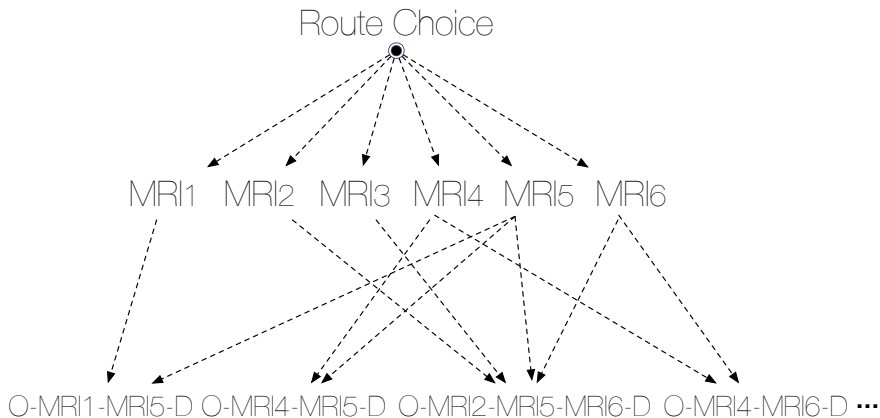 Route Choice
MRI1 MRI2 MRI3 MRI4 MRI5 MRI6
O-MRI1-MRI5-D O-MRI4-MRI5-D O-MRI2-MRI5-MRI6-D O-MRI4-MRI6-D ...